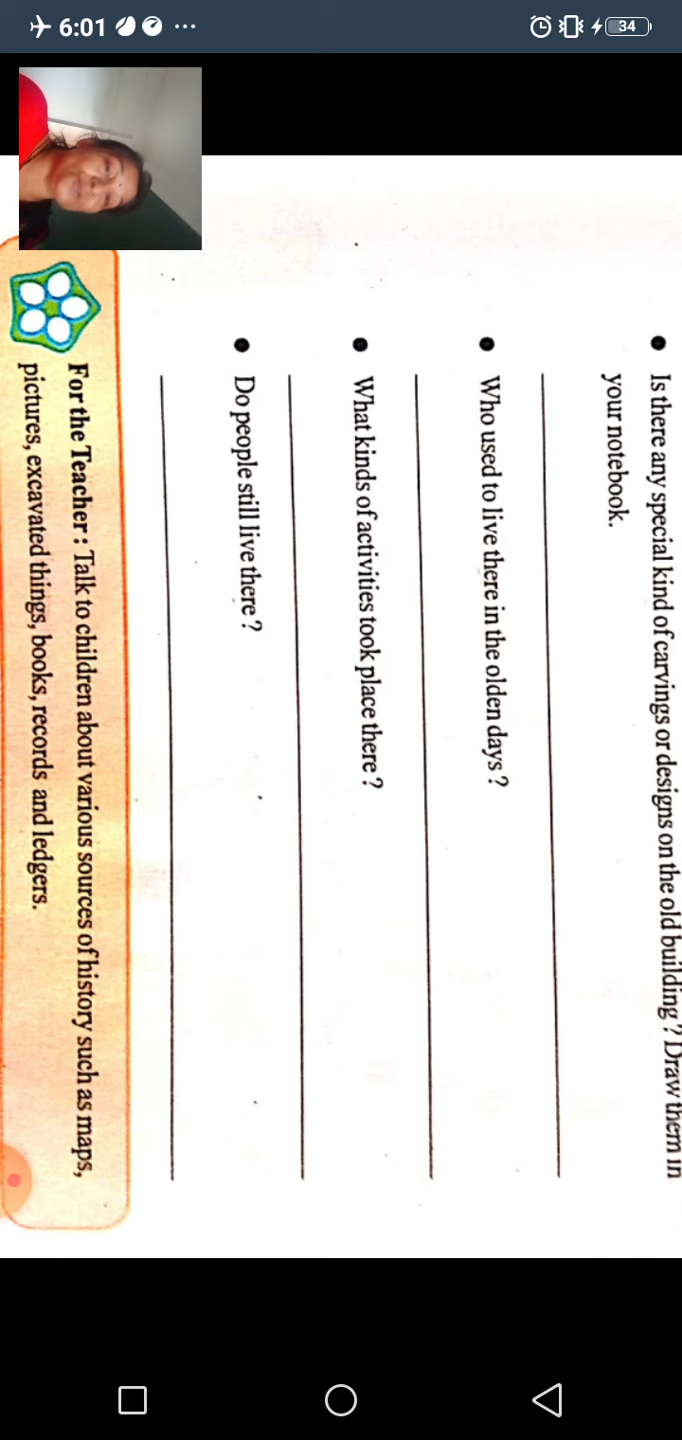 6:01
34
• Is there any special kind of carvings or designs on the old building ? Draw them in
your notebook.
• Who used to live there in the olden days ?
• What kinds of activities took place there ?
• Do people still live there ?
For the Teacher : Talk to children about various sources of history such as maps,
pictures, excavated things, books, records and ledgers.